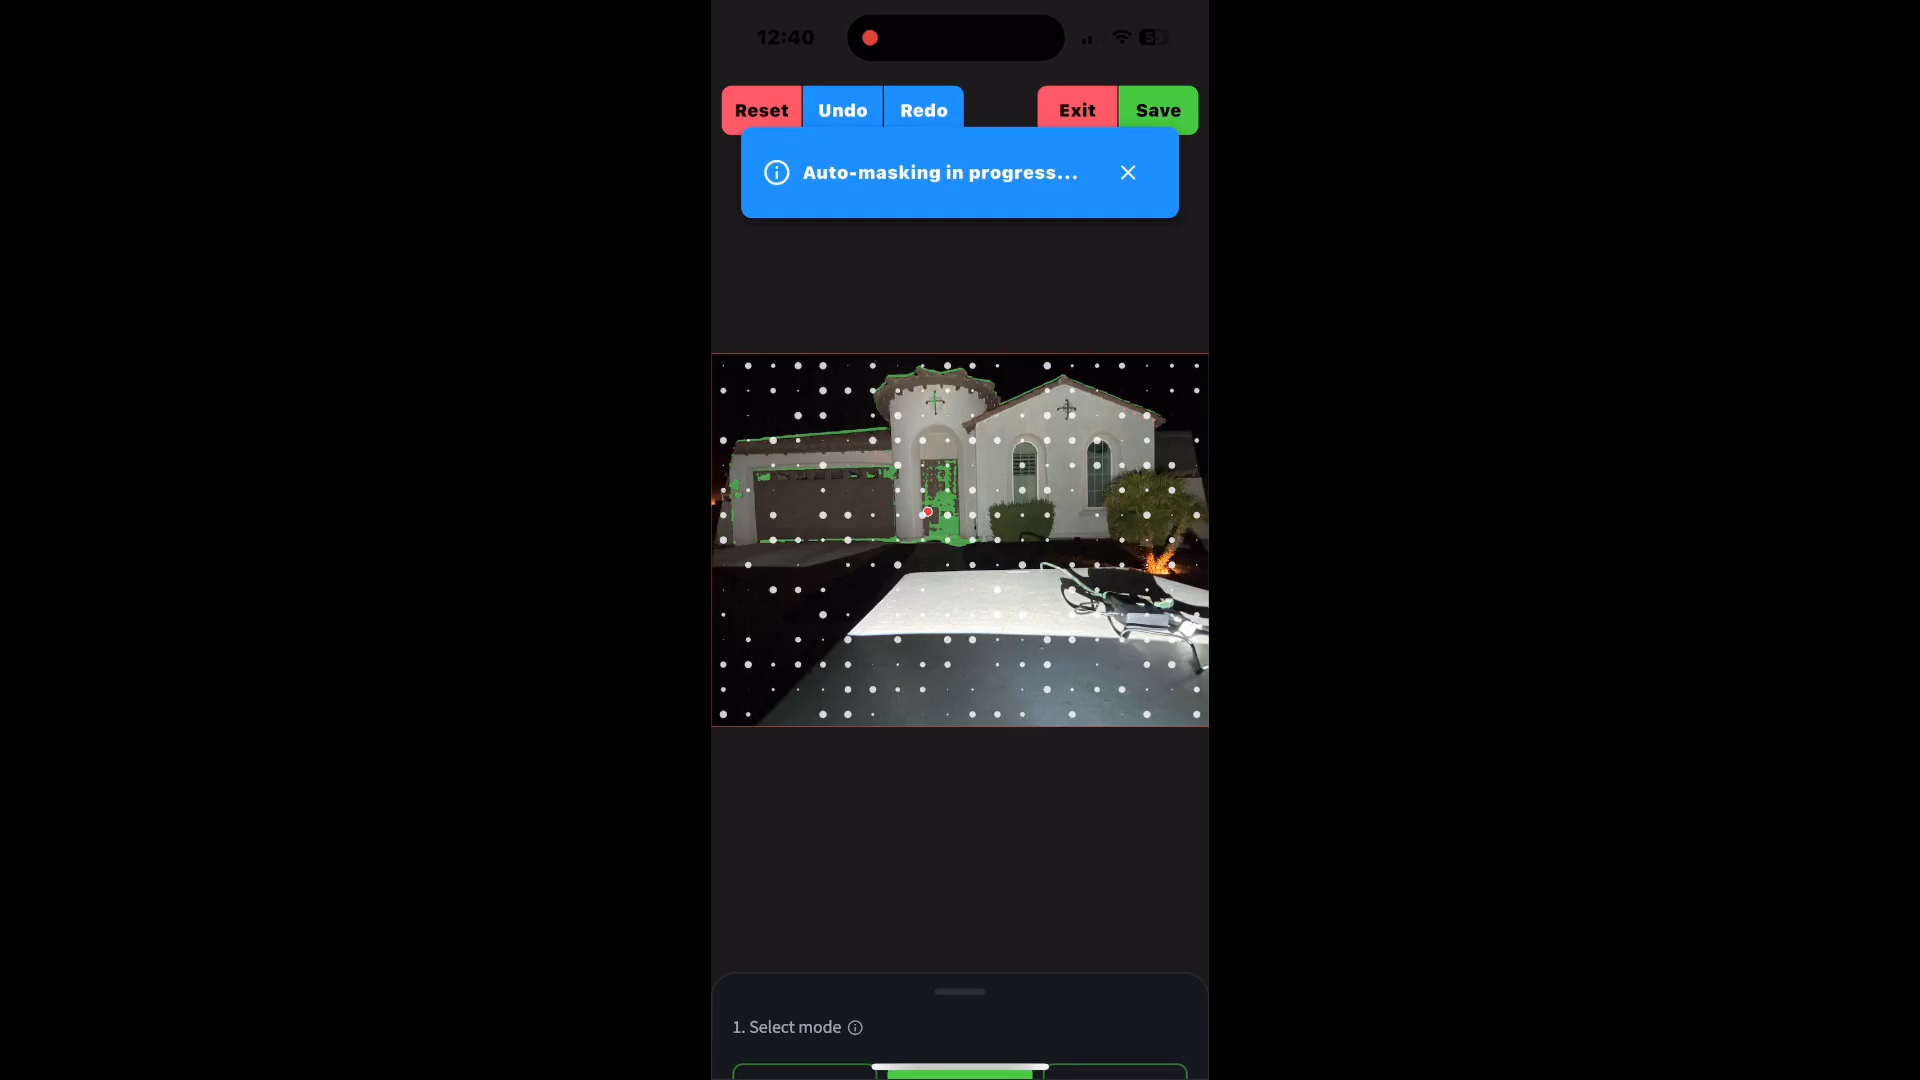 12:40
Reset Undo Redo Exit Save
Auto-masking in progress...
1. Select mode